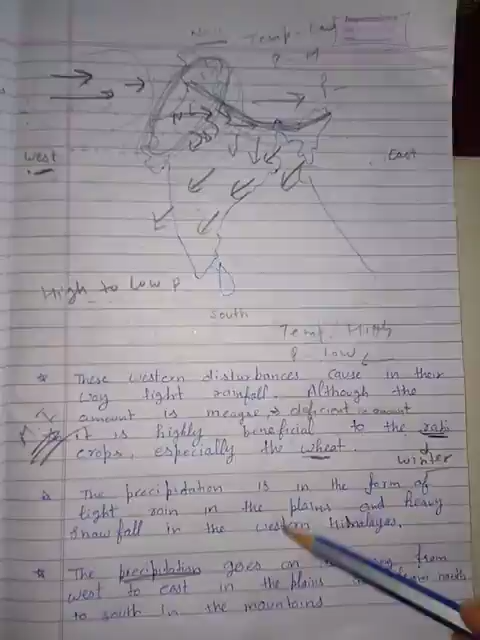 Temp - Low
P - H
P -
West
East
High to Low P
South
Temp. High
P - Low
These western disturbances cause in their
way light rainfall. Although the
amount is meagre → deficient in amount
it is highly beneficial to the rabi
crops, especially the wheat.
winter
The precipitation is in the form of
light rain in the plains and heavy
snowfall in the western Himalayas.
The precipitation goes on from
west to east in the plains north
to south in the mountains